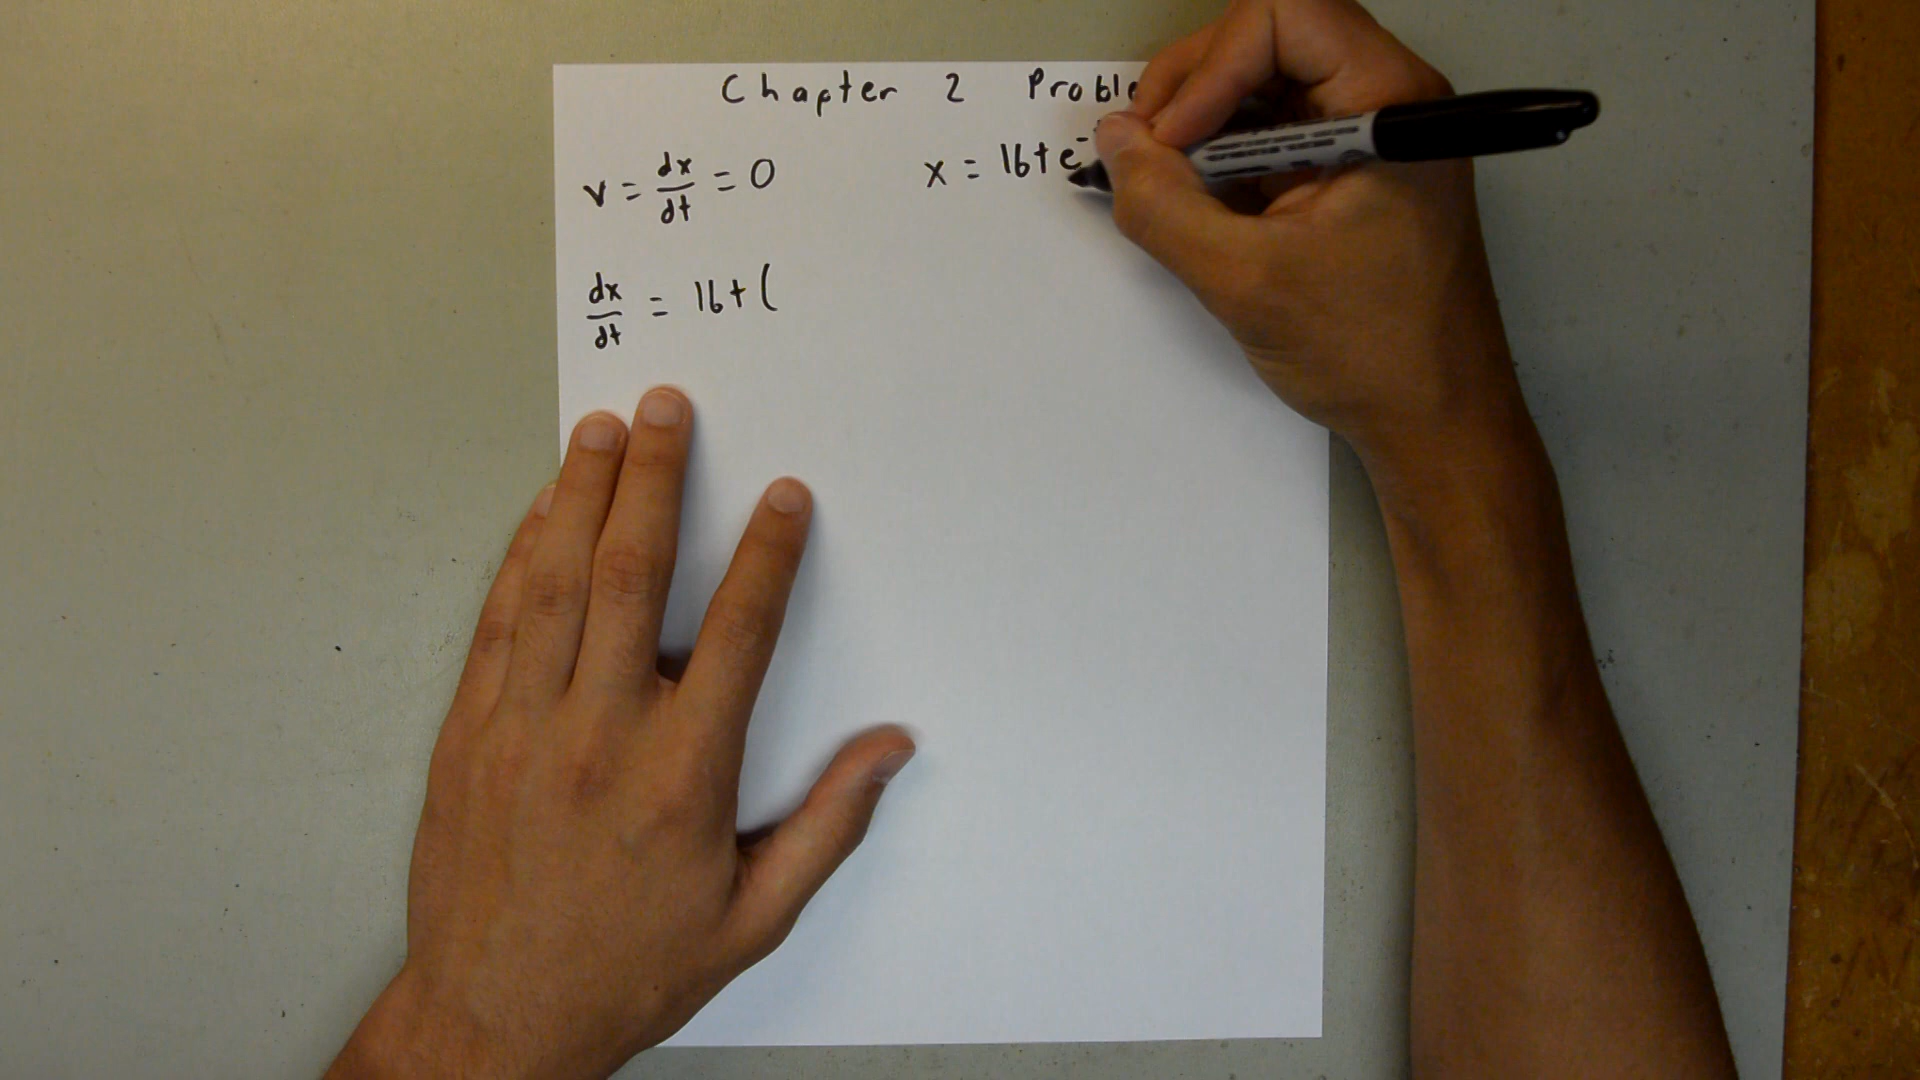 Chapter 2 Proble
v = dx/dt = 0
x = 16te^-
dx/dt = 16t(